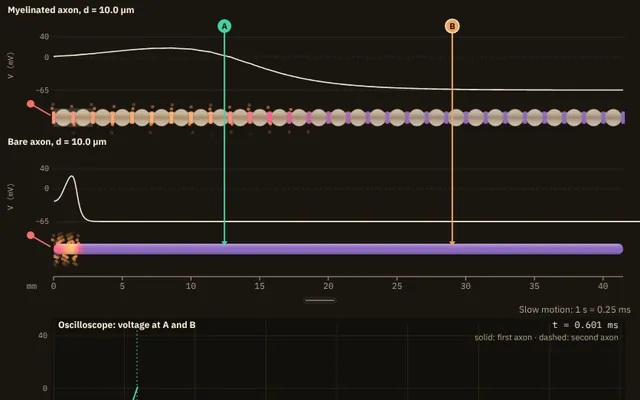 Myelinated axon, d = 10.0 µm
A
B
40
0
−65
V (mV)
Bare axon, d = 10.0 µm
40
0
−65
V (mV)
mm 0 5 10 15 20 25 30 35 40
Slow motion: 1 s = 0.25 ms
Oscilloscope: voltage at A and B
t = 0.601 ms
solid: first axon · dashed: second axon
40
0